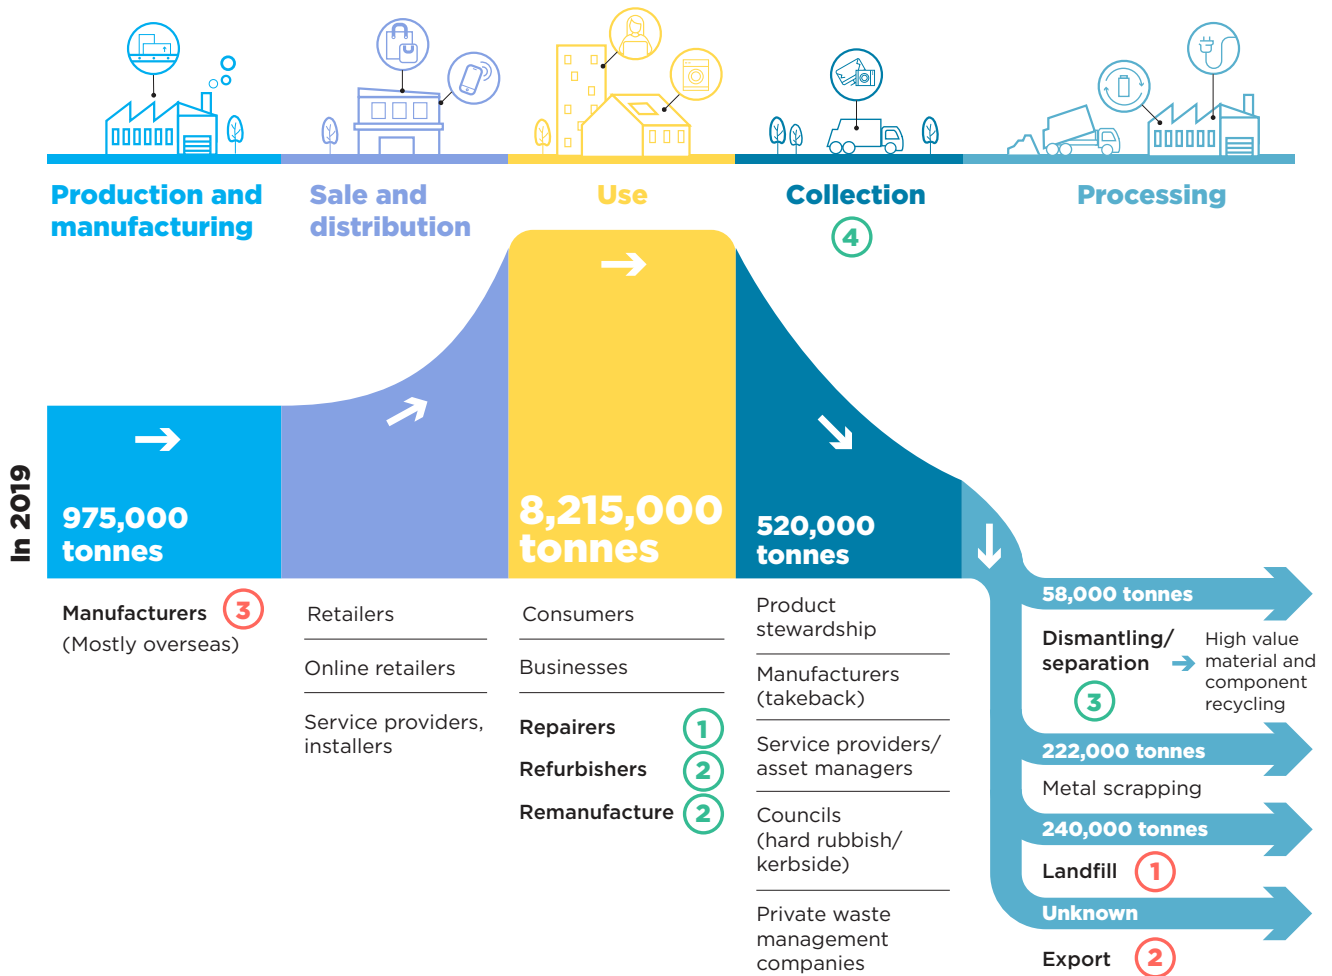 Production and
manufacturing
Sale and
distribution
Use
Collection
4
Processing
In 2019
975,000
tonnes
8,215,000
tonnes
520,000
tonnes
Manufacturers 3
(Mostly overseas)
Retailers
Online retailers
Service providers,
installers
Consumers
Businesses
Repairers 1
Refurbishers 2
Remanufacture 2
Product
stewardship
Manufacturers
(takeback)
Service providers/
asset managers
Councils
(hard rubbish/
kerbside)
Private waste
management
companies
58,000 tonnes
Dismantling/
separation
3
High value
material and
component
recycling
222,000 tonnes
Metal scrapping
240,000 tonnes
Landfill 1
Unknown
Export 2